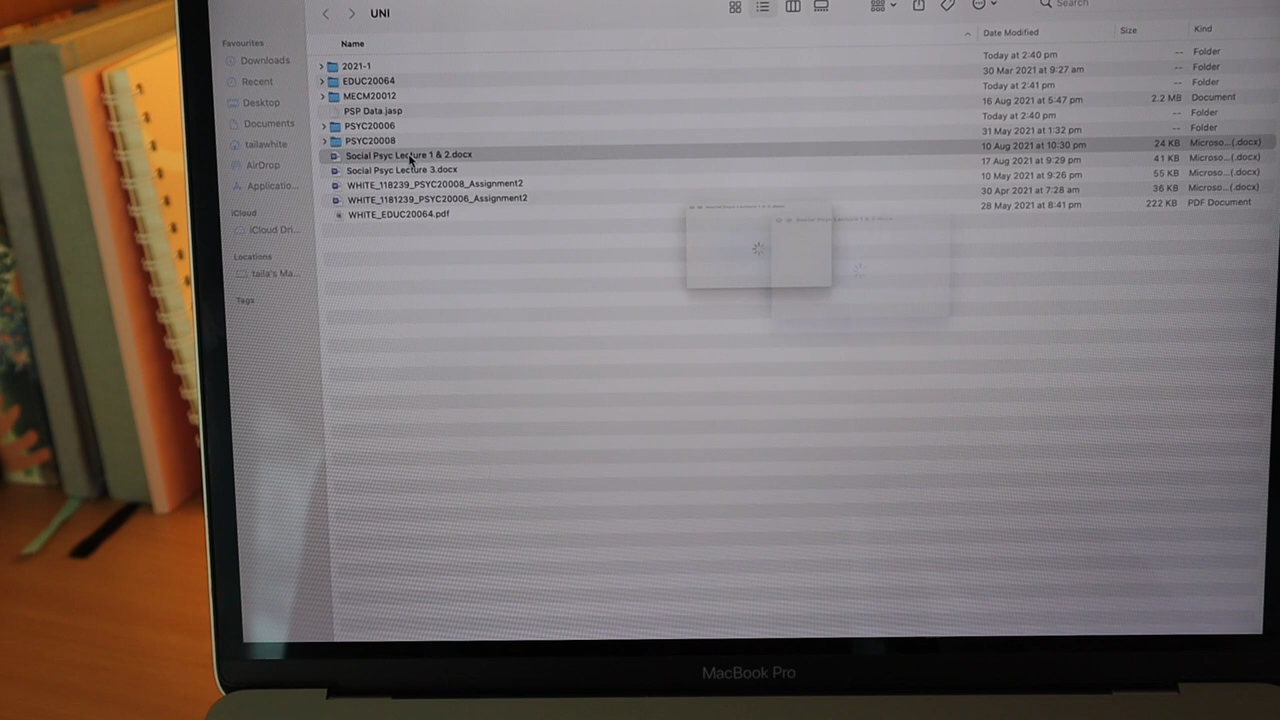 UNI
Search
Favourites
Downloads
Recent
Desktop
Documents
tailawhite
AirDrop
Applicatio...
iCloud
iCloud Dri...
Locations
taila's Ma...
Tags
Name Date Modified Size Kind
2021-1 Today at 2:40 pm -- Folder
EDUC20064 30 Mar 2021 at 9:27 am -- Folder
MECM20012 Today at 2:41 pm -- Folder
PSP Data.jasp 16 Aug 2021 at 5:47 pm 2.2 MB Document
PSYC20006 Today at 2:40 pm -- Folder
PSYC20008 31 May 2021 at 1:32 pm -- Folder
Social Psyc Lecture 1 & 2.docx 10 Aug 2021 at 10:30 pm 24 KB Microso...(.docx)
Social Psyc Lecture 3.docx 17 Aug 2021 at 9:29 pm 41 KB Microso...(.docx)
WHITE_118239_PSYC20008_Assignment2 10 May 2021 at 9:26 pm 55 KB Microso...(.docx)
WHITE_1181239_PSYC20006_Assignment2 30 Apr 2021 at 7:28 am 36 KB Microso...(.docx)
WHITE_EDUC20064.pdf 28 May 2021 at 8:41 pm 222 KB PDF Document
MacBook Pro